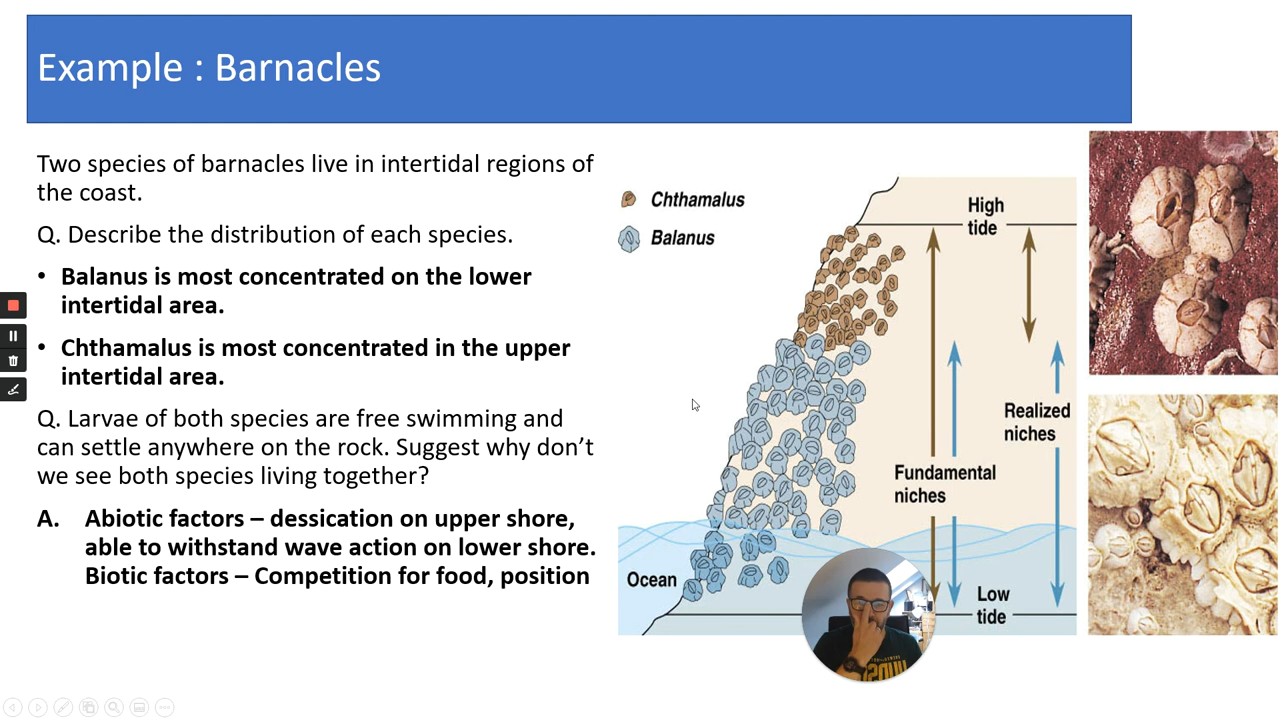 Example : Barnacles
Two species of barnacles live in intertidal regions of
the coast.
Q. Describe the distribution of each species.
• Balanus is most concentrated on the lower
intertidal area.
• Chthamalus is most concentrated in the upper
intertidal area.
Q. Larvae of both species are free swimming and
can settle anywhere on the rock. Suggest why don't
we see both species living together?
A. Abiotic factors – dessication on upper shore,
able to withstand wave action on lower shore.
Biotic factors – Competition for food, position
Chthamalus
Balanus
High
tide
Realized
niches
Fundamental
niches
Ocean
Low
tide